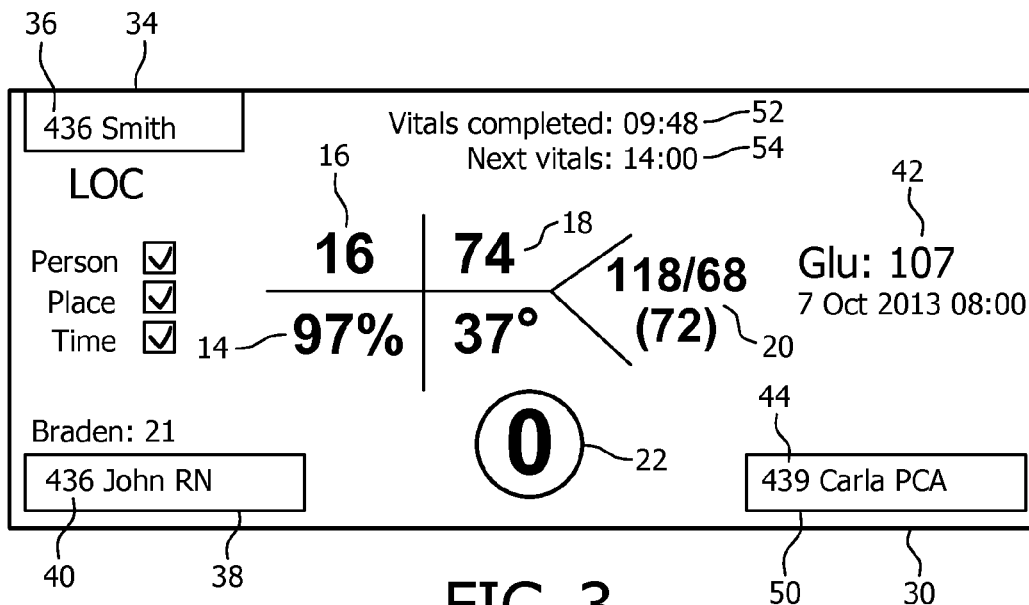 36 34
436 Smith
Vitals completed: 09:48 52
Next vitals: 14:00 54
LOC
16 42
16 74 18
Person
Place
Time
118/68
(72)
Glu: 107
7 Oct 2013 08:00
14 97% 37° 20
44
Braden: 21
0 22
436 John RN
439 Carla PCA
40 38 50 30
FIG. 3